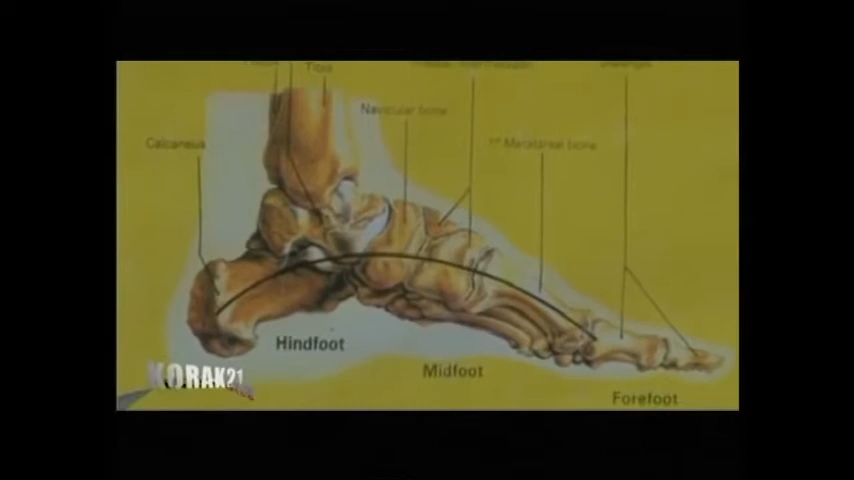 Tibia
Navicular bone
Calcaneus
1st Metatarsal bone
Hindfoot
Midfoot
Forefoot
KORAK21